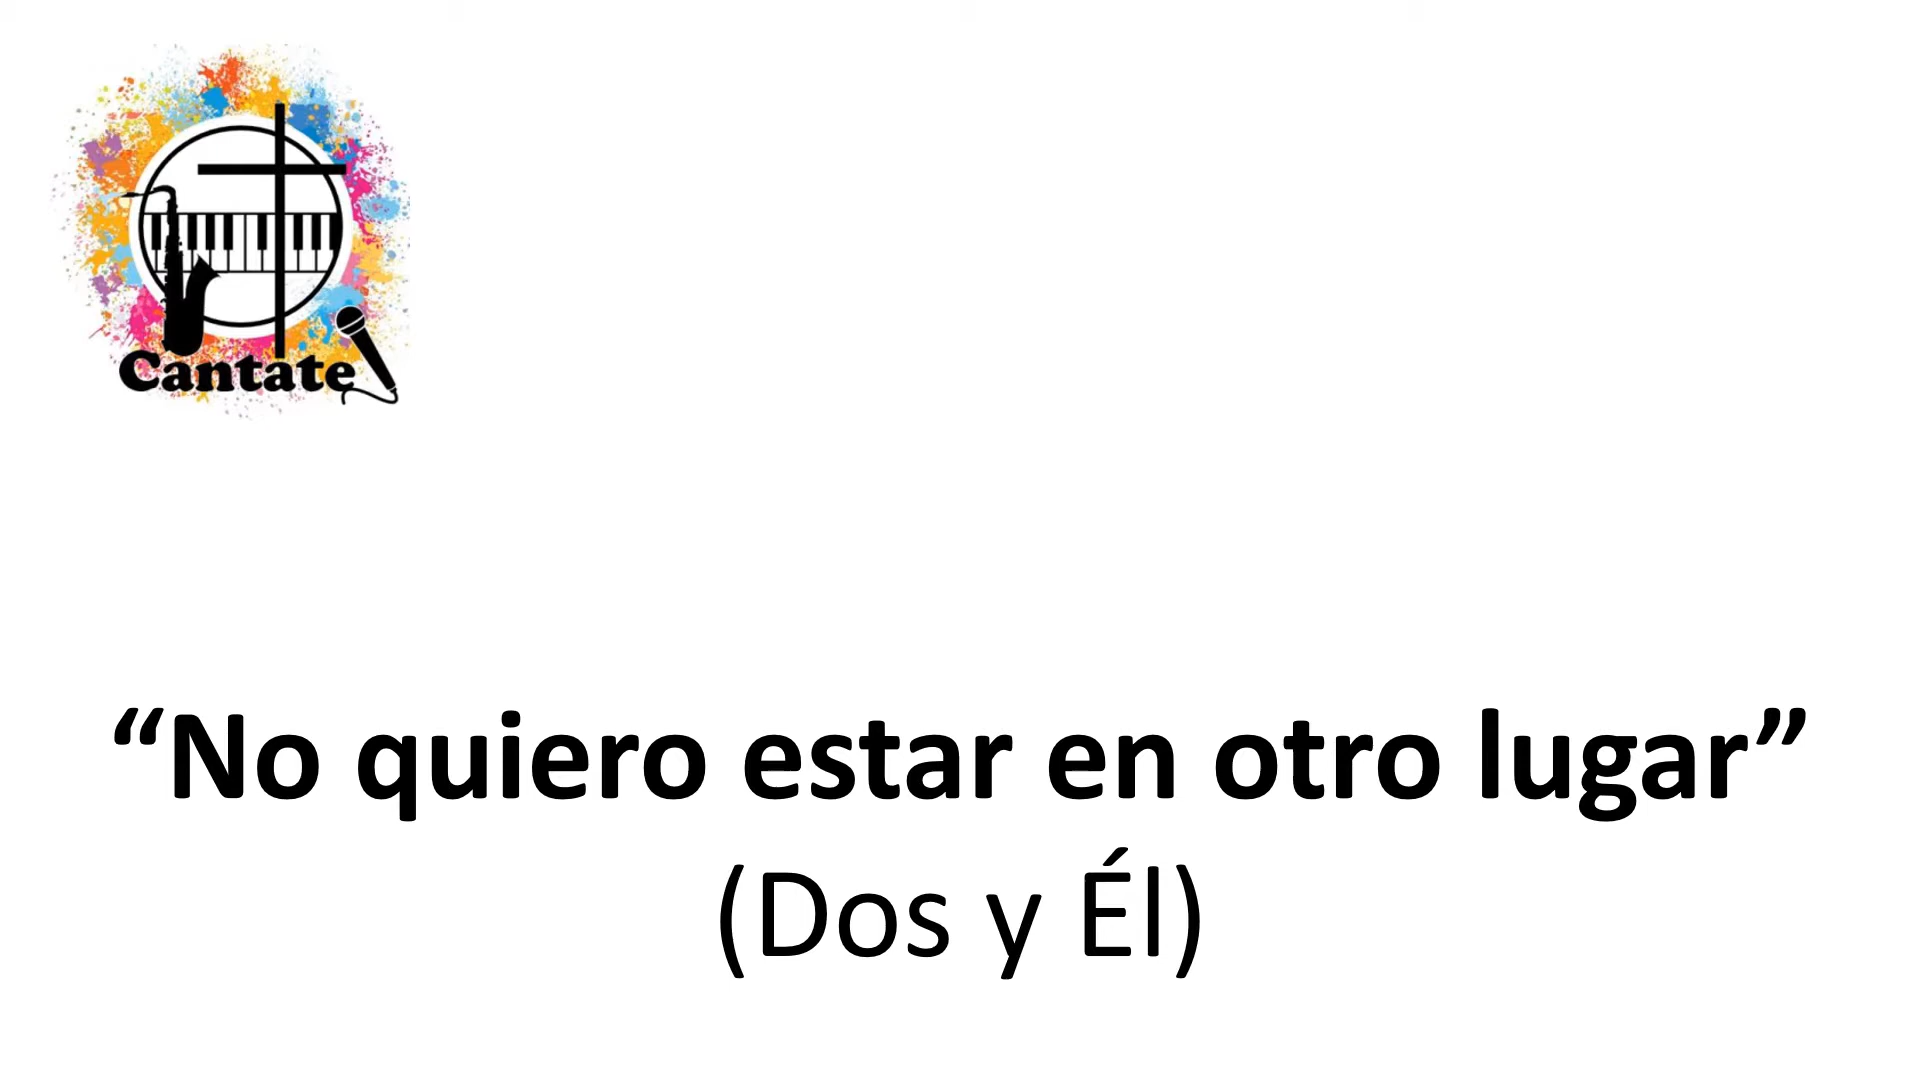 Cantate
“No quiero estar en otro lugar”
(Dos y Él)